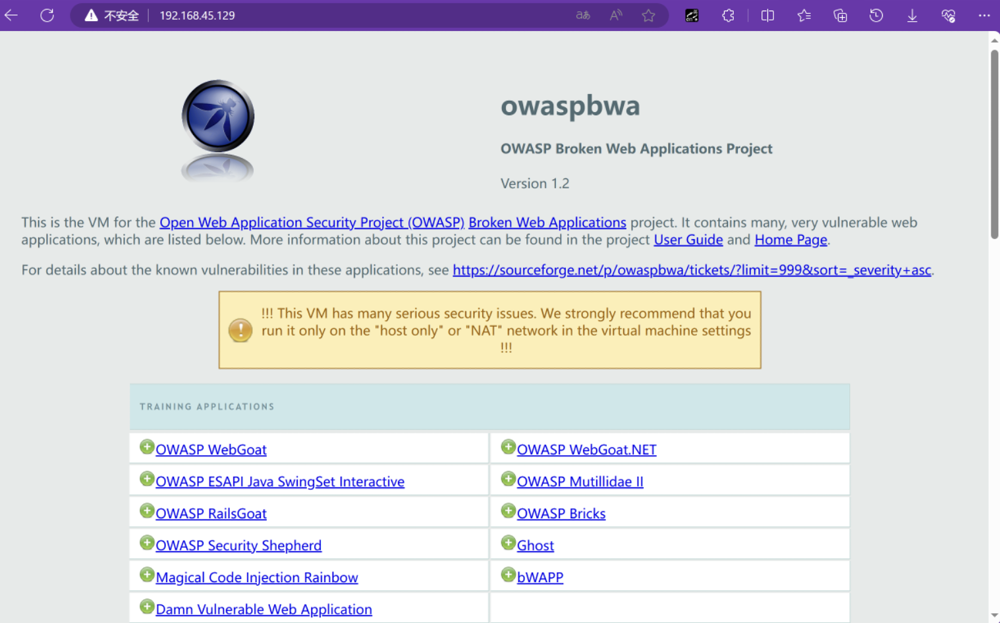 不安全 192.168.45.129
owaspbwa
OWASP Broken Web Applications Project
Version 1.2
This is the VM for the Open Web Application Security Project (OWASP) Broken Web Applications project. It contains many, very vulnerable web
applications, which are listed below. More information about this project can be found in the project User Guide and Home Page.
For details about the known vulnerabilities in these applications, see https://sourceforge.net/p/owaspbwa/tickets/?limit=999&sort=_severity+asc.
!!! This VM has many serious security issues. We strongly recommend that you
run it only on the "host only" or "NAT" network in the virtual machine settings
!!!
TRAINING APPLICATIONS
OWASP WebGoat
OWASP WebGoat.NET
OWASP ESAPI Java SwingSet Interactive
OWASP Mutillidae II
OWASP RailsGoat
OWASP Bricks
OWASP Security Shepherd
Ghost
Magical Code Injection Rainbow
bWAPP
Damn Vulnerable Web Application